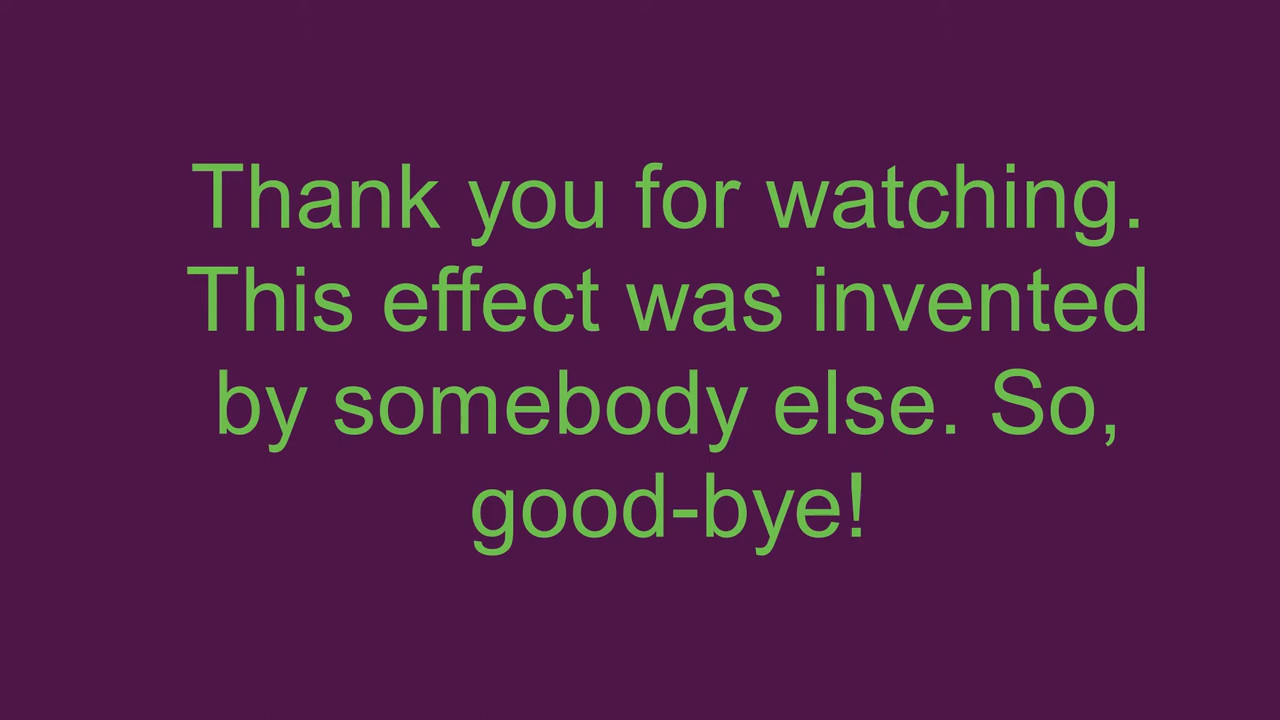 Thank you for watching.
This effect was invented
by somebody else. So,
good-bye!